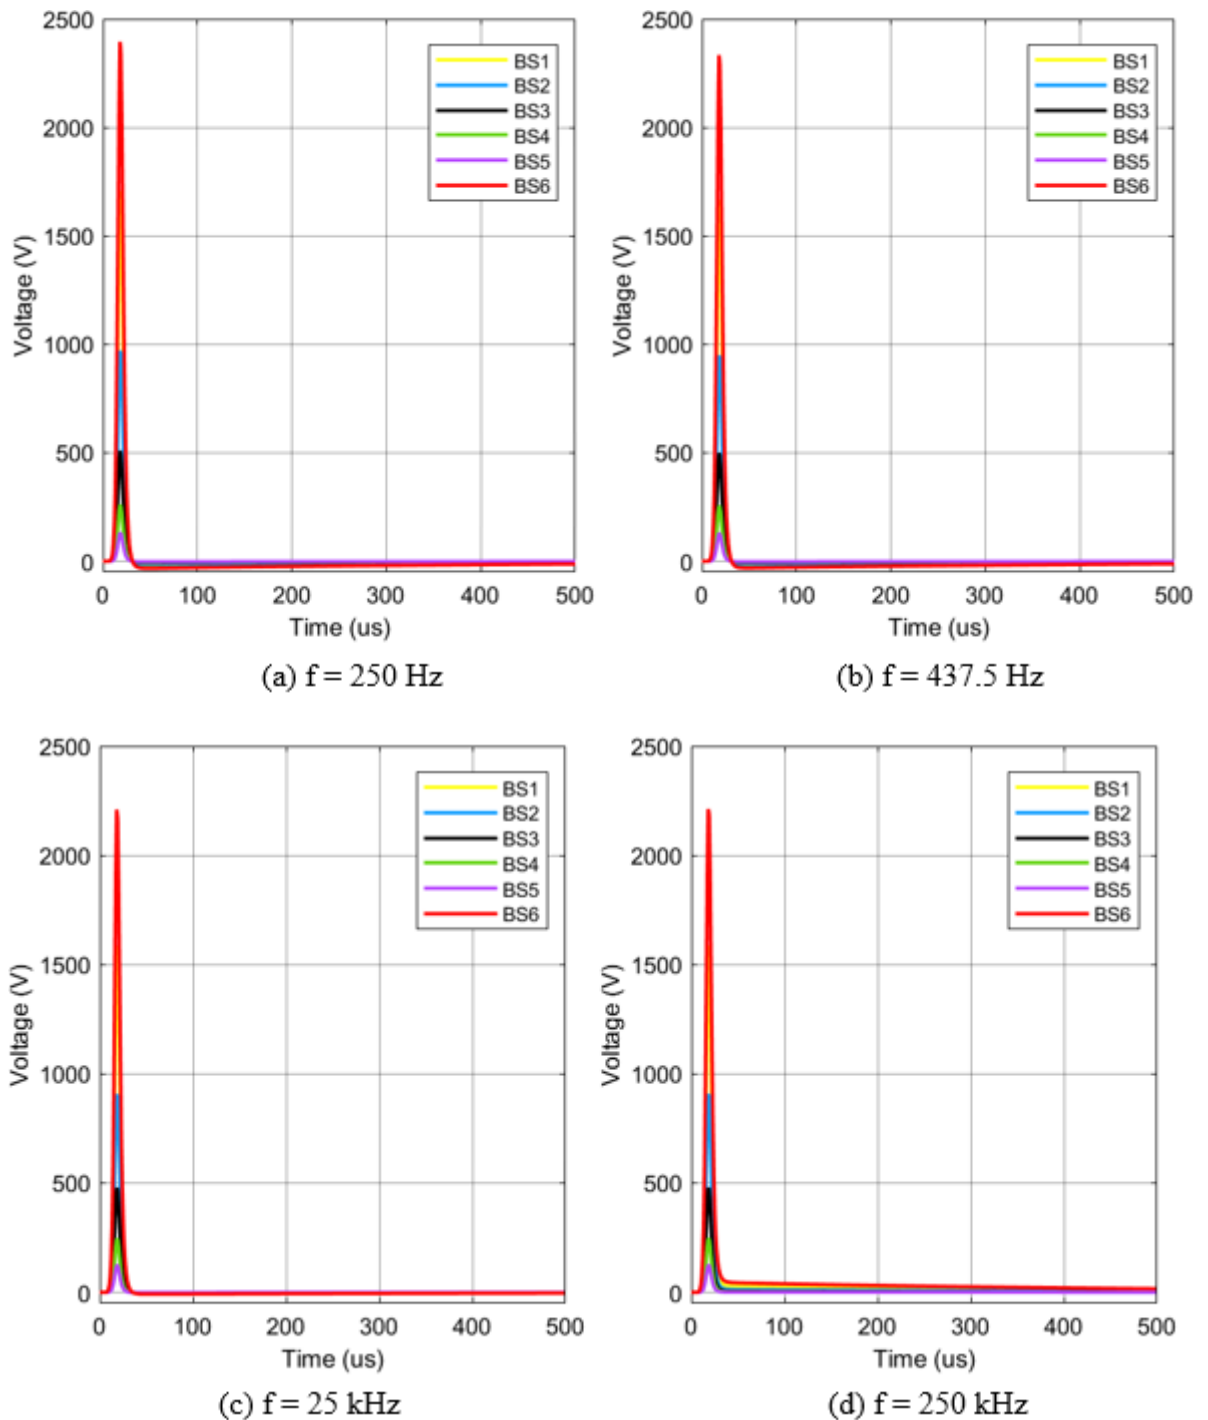 2500
2000
1500
1000
500
0
Voltage (V)
BS1
BS2
BS3
BS4
BS5
BS6
0 100 200 300 400 500
Time (us)
(a) f = 250 Hz
2500
2000
1500
1000
500
0
Voltage (V)
BS1
BS2
BS3
BS4
BS5
BS6
0 100 200 300 400 500
Time (us)
(b) f = 437.5 Hz
2500
2000
1500
1000
500
0
Voltage (V)
BS1
BS2
BS3
BS4
BS5
BS6
0 100 200 300 400 500
Time (us)
(c) f = 25 kHz
2500
2000
1500
1000
500
0
Voltage (V)
BS1
BS2
BS3
BS4
BS5
BS6
0 100 200 300 400 500
Time (us)
(d) f = 250 kHz